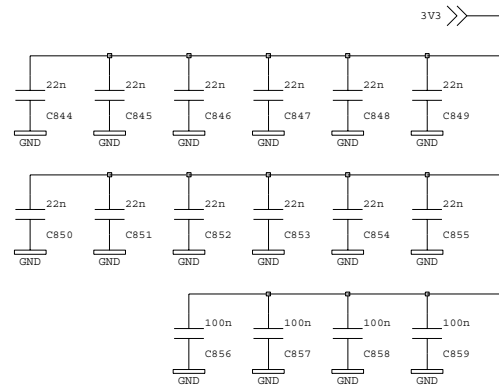 3V3
22n 22n 22n 22n 22n 22n
C844 C845 C846 C847 C848 C849
GND GND GND GND GND GND
22n 22n 22n 22n 22n 22n
C850 C851 C852 C853 C854 C855
GND GND GND GND GND GND
100n 100n 100n 100n
C856 C857 C858 C859
GND GND GND GND